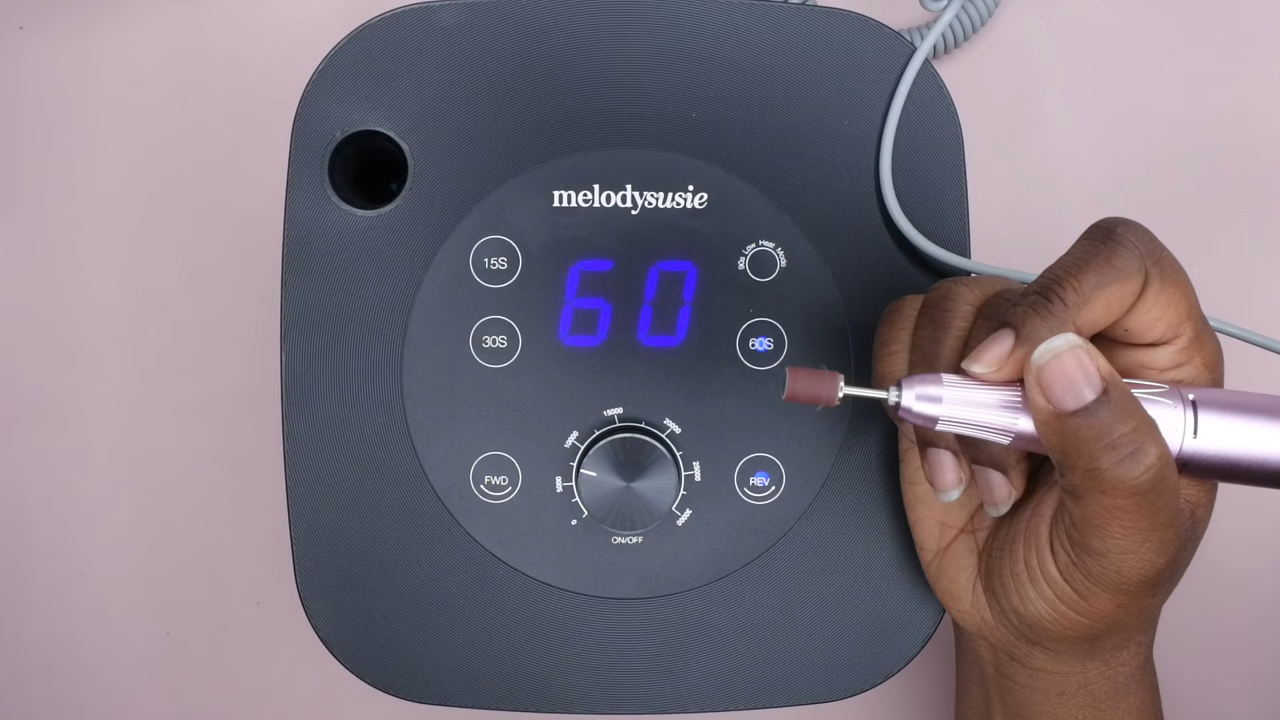 melodysusie
15S
60
90s Low Heat Mode
30S
60S
0
5000
10000
15000
20000
25000
30000
FWD
REV
ON/OFF